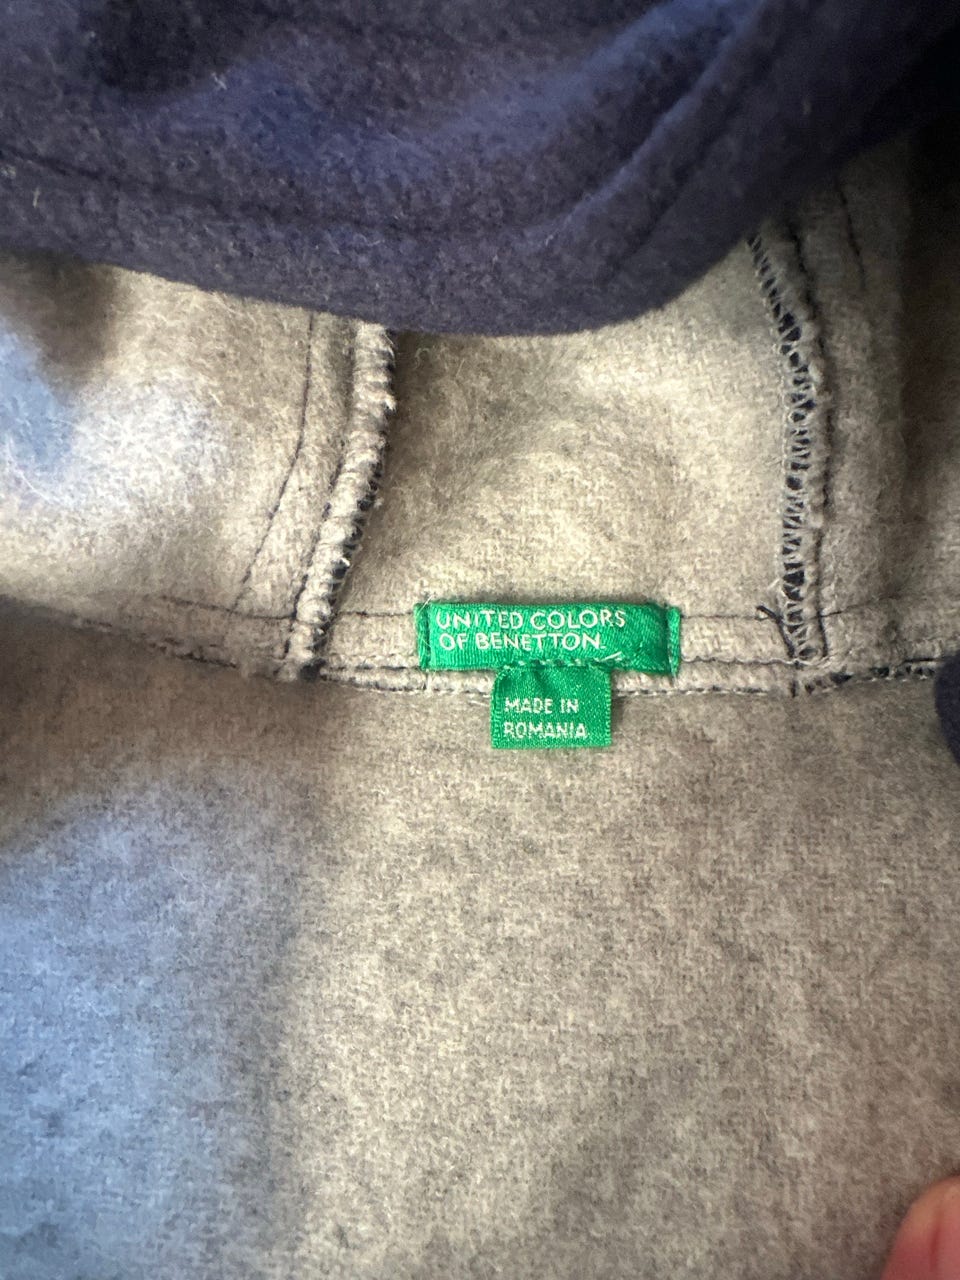 UNITED COLORS
OF BENETTON.
MADE IN
ROMANIA